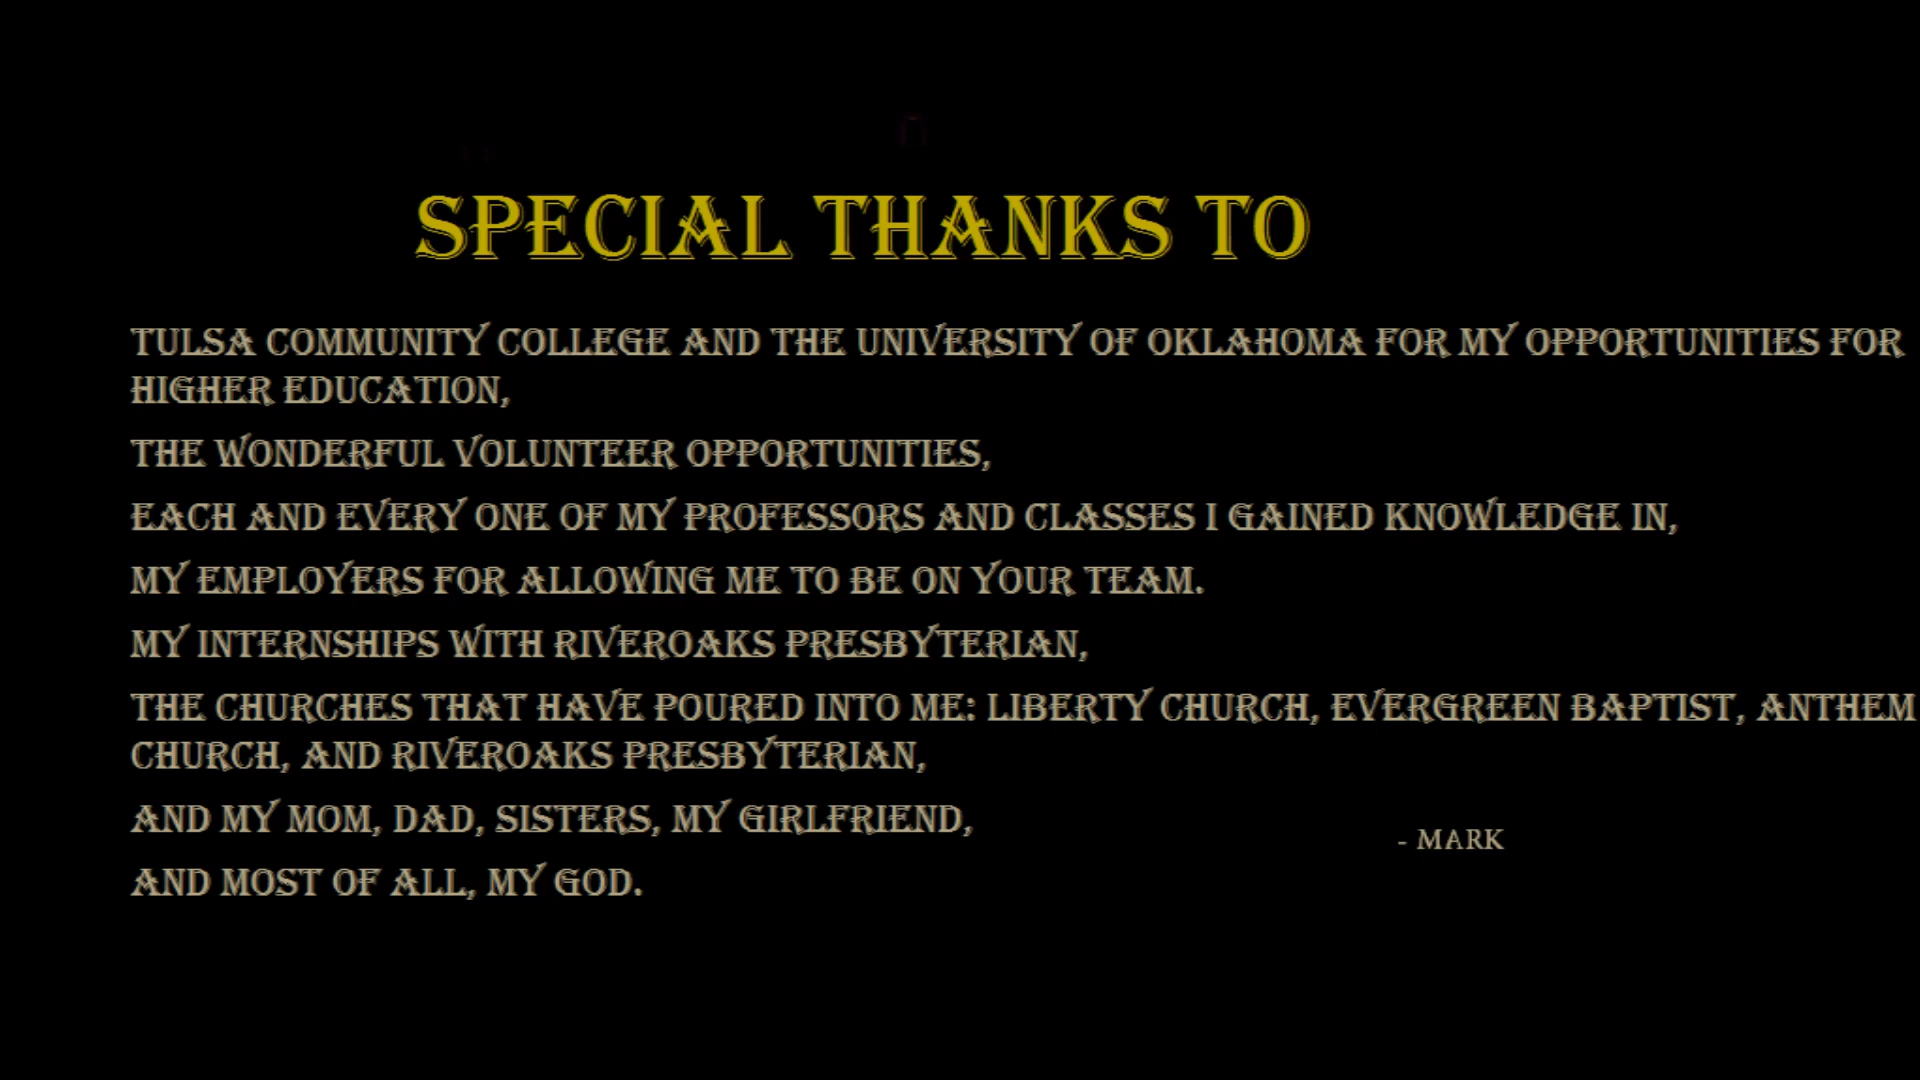 SPECIAL THANKS TO
TULSA COMMUNITY COLLEGE AND THE UNIVERSITY OF OKLAHOMA FOR MY OPPORTUNITIES FOR
HIGHER EDUCATION,
THE WONDERFUL VOLUNTEER OPPORTUNITIES,
EACH AND EVERY ONE OF MY PROFESSORS AND CLASSES I GAINED KNOWLEDGE IN,
MY EMPLOYERS FOR ALLOWING ME TO BE ON YOUR TEAM.
MY INTERNSHIPS WITH RIVEROAKS PRESBYTERIAN,
THE CHURCHES THAT HAVE POURED INTO ME: LIBERTY CHURCH, EVERGREEN BAPTIST, ANTHEM
CHURCH, AND RIVEROAKS PRESBYTERIAN,
AND MY MOM, DAD, SISTERS, MY GIRLFRIEND,
- MARK
AND MOST OF ALL, MY GOD.